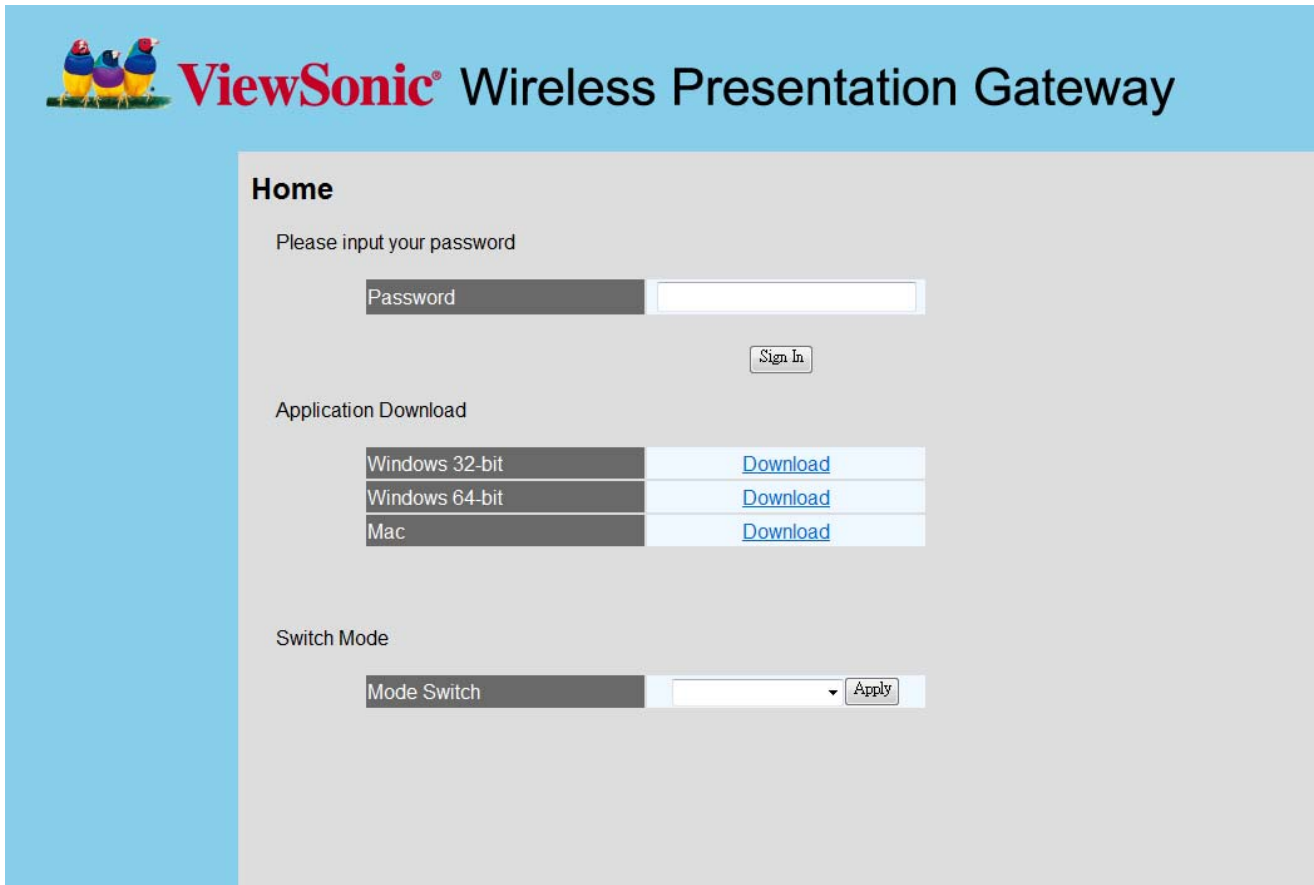 ViewSonic® Wireless Presentation Gateway
Home
Please input your password
Password
Sign In
Application Download
Windows 32-bit Download
Windows 64-bit Download
Mac Download
Switch Mode
Mode Switch Apply